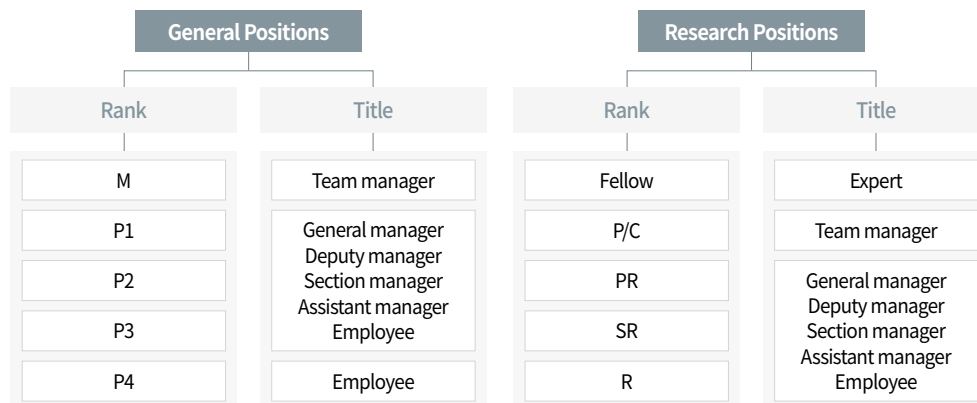 General Positions
Rank
Title
M
P1
P2
P3
P4
Team manager
General manager
Deputy manager
Section manager
Assistant manager
Employee
Employee
Research Positions
Rank
Title
Fellow
P/C
PR
SR
R
Expert
Team manager
General manager
Deputy manager
Section manager
Assistant manager
Employee